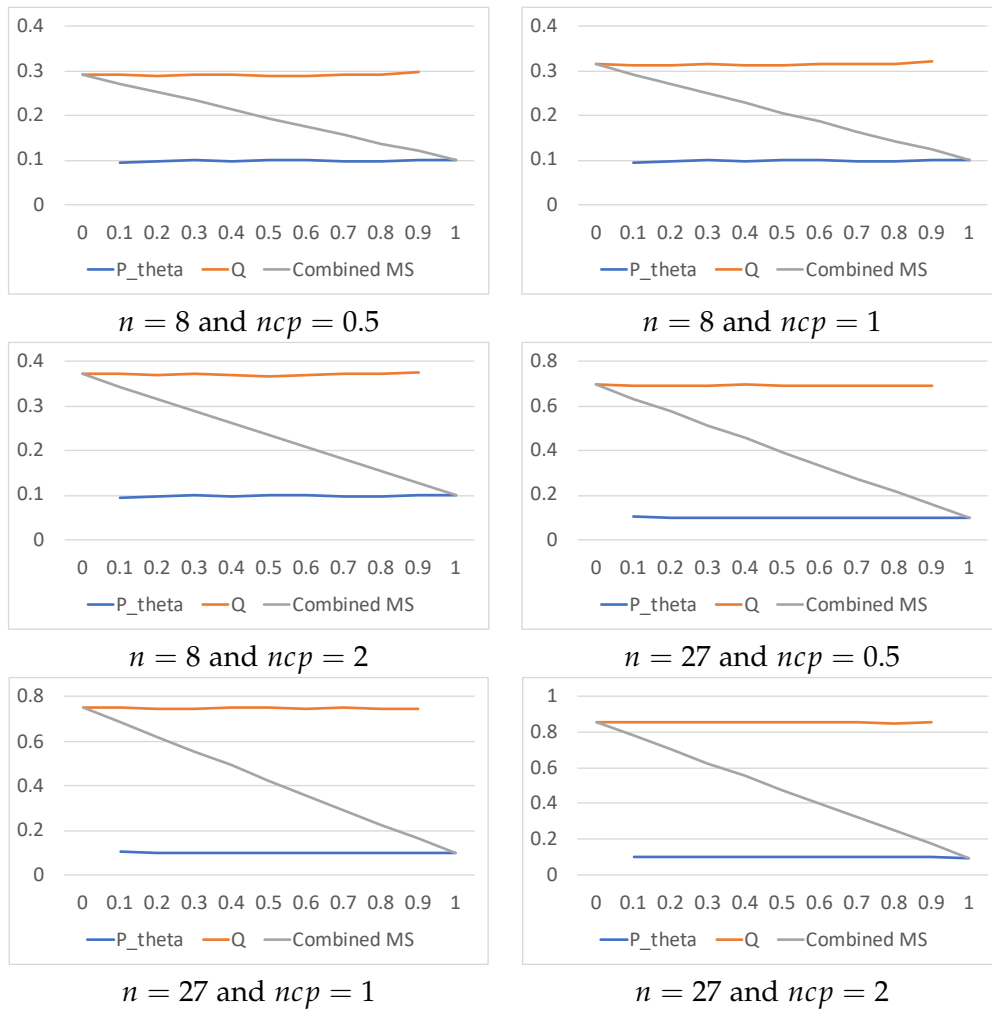 0.4
0.3
0.2
0.1
0
0 0.1 0.2 0.3 0.4 0.5 0.6 0.7 0.8 0.9 1
P_theta Q Combined MS
n = 8 and ncp = 0.5
0.4
0.3
0.2
0.1
0
0 0.1 0.2 0.3 0.4 0.5 0.6 0.7 0.8 0.9 1
P_theta Q Combined MS
n = 8 and ncp = 1
0.4
0.3
0.2
0.1
0
0 0.1 0.2 0.3 0.4 0.5 0.6 0.7 0.8 0.9 1
P_theta Q Combined MS
n = 8 and ncp = 2
0.8
0.6
0.4
0.2
0
0 0.1 0.2 0.3 0.4 0.5 0.6 0.7 0.8 0.9 1
P_theta Q Combined MS
n = 27 and ncp = 0.5
0.8
0.6
0.4
0.2
0
0 0.1 0.2 0.3 0.4 0.5 0.6 0.7 0.8 0.9 1
P_theta Q Combined MS
n = 27 and ncp = 1
1
0.8
0.6
0.4
0.2
0
0 0.1 0.2 0.3 0.4 0.5 0.6 0.7 0.8 0.9 1
P_theta Q Combined MS
n = 27 and ncp = 2